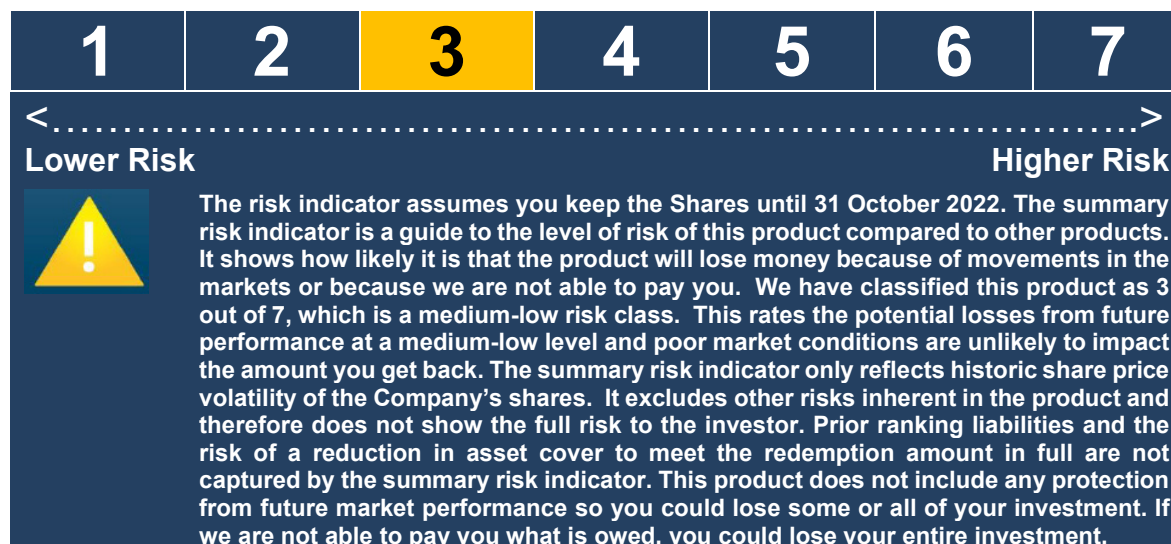 1 2 3 4 5 6 7
<...........................................................................>
Lower Risk Higher Risk
!
The risk indicator assumes you keep the Shares until 31 October 2022. The summary
risk indicator is a guide to the level of risk of this product compared to other products.
It shows how likely it is that the product will lose money because of movements in the
markets or because we are not able to pay you. We have classified this product as 3
out of 7, which is a medium-low risk class. This rates the potential losses from future
performance at a medium-low level and poor market conditions are unlikely to impact
the amount you get back. The summary risk indicator only reflects historic share price
volatility of the Company's shares. It excludes other risks inherent in the product and
therefore does not show the full risk to the investor. Prior ranking liabilities and the
risk of a reduction in asset cover to meet the redemption amount in full are not
captured by the summary risk indicator. This product does not include any protection
from future market performance so you could lose some or all of your investment. If
we are not able to pay you what is owed, you could lose your entire investment.